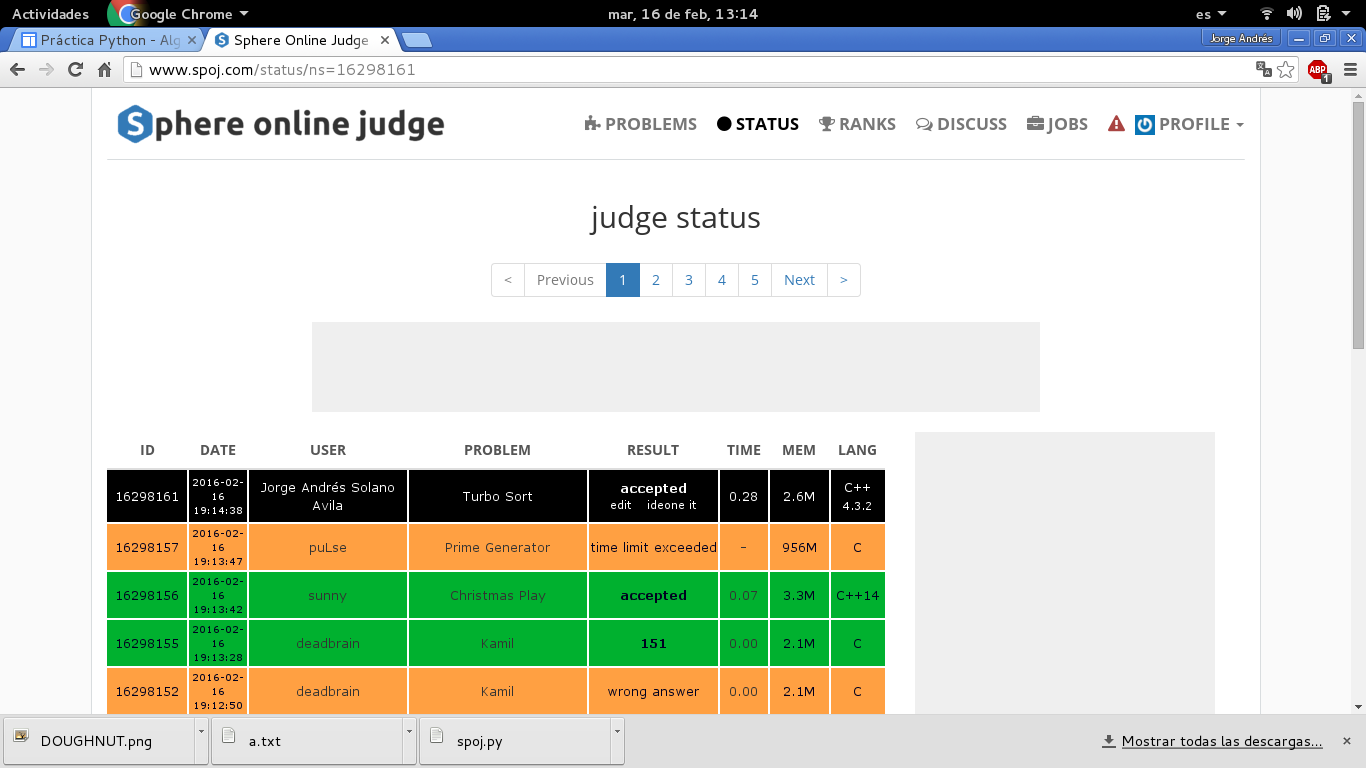 Actividades Google Chrome mar, 16 de feb, 13:14 es
Práctica Python - Alg Sphere Online Judge Jorge Andrés
www.spoj.com/status/ns=16298161 ABP 1
Sphere online judge PROBLEMS STATUS RANKS DISCUSS JOBS PROFILE
judge status
< Previous 1 2 3 4 5 Next >
ID DATE USER PROBLEM RESULT TIME MEM LANG
16298161 2016-02-16 19:14:38 Jorge Andrés Solano Avila Turbo Sort accepted edit ideone it 0.28 2.6M C++ 4.3.2
16298157 2016-02-16 19:13:47 puLse Prime Generator time limit exceeded - 956M C
16298156 2016-02-16 19:13:42 sunny Christmas Play accepted 0.07 3.3M C++14
16298155 2016-02-16 19:13:28 deadbrain Kamil 151 0.00 2.1M C
16298152 2016-02-16 19:12:50 deadbrain Kamil wrong answer 0.00 2.1M C
DOUGHNUT.png a.txt spoj.py Mostrar todas las descargas...